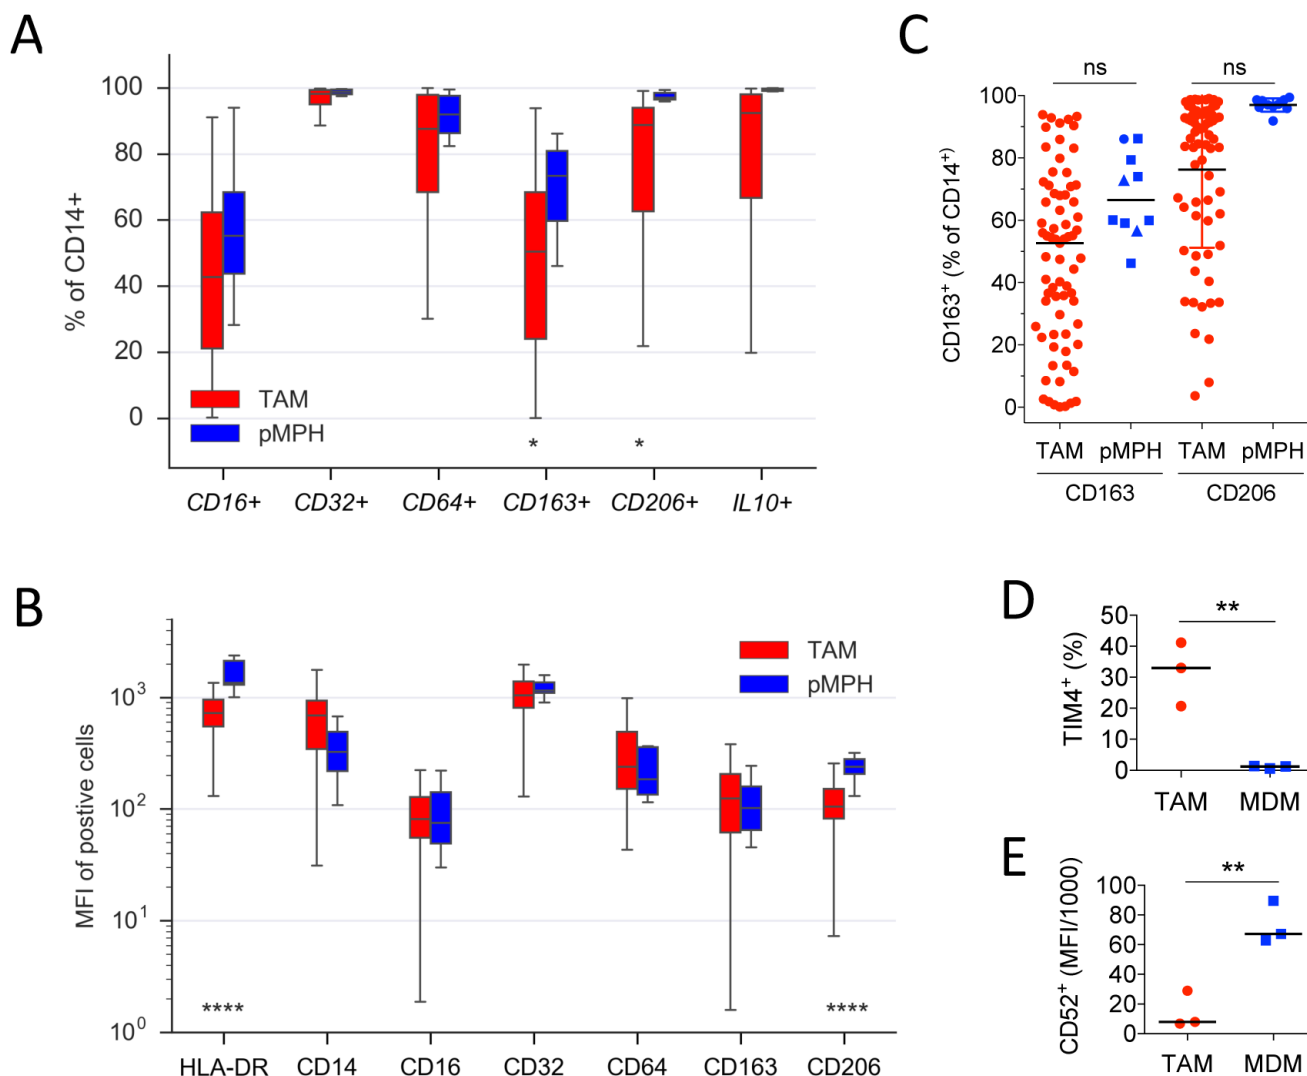 A
% of CD14+
100
80
60
40
20
0
TAM
pMPH
* *
CD16+ CD32+ CD64+ CD163+ CD206+ IL10+
C
ns ns
CD163⁺ (% of CD14⁺)
100
80
60
40
20
0
TAM pMPH TAM pMPH
CD163 CD206
B
MFI of postive cells
10³
10²
10¹
10⁰
TAM
pMPH
**** ****
HLA-DR CD14 CD16 CD32 CD64 CD163 CD206
D
**
TIM4⁺ (%)
50
40
30
20
10
0
TAM MDM
E
**
CD52⁺ (MFI/1000)
100
80
60
40
20
0
TAM MDM